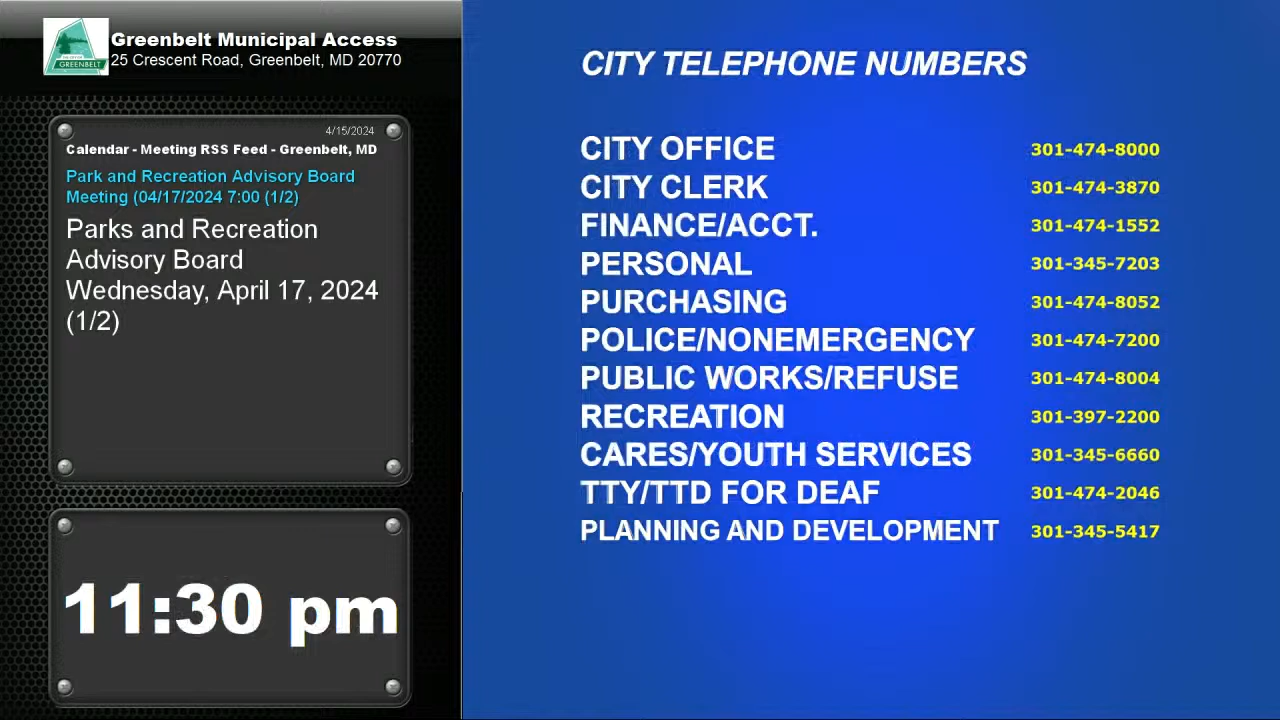 Greenbelt Municipal Access
25 Crescent Road, Greenbelt, MD 20770
GREENBELT
4/15/2024
Calendar - Meeting RSS Feed - Greenbelt, MD
Park and Recreation Advisory Board
Meeting (04/17/2024 7:00 (1/2)
Parks and Recreation
Advisory Board
Wednesday, April 17, 2024
(1/2)
11:30 pm
CITY TELEPHONE NUMBERS
CITY OFFICE 301-474-8000
CITY CLERK 301-474-3870
FINANCE/ACCT. 301-474-1552
PERSONAL 301-345-7203
PURCHASING 301-474-8052
POLICE/NONEMERGENCY 301-474-7200
PUBLIC WORKS/REFUSE 301-474-8004
RECREATION 301-397-2200
CARES/YOUTH SERVICES 301-345-6660
TTY/TTD FOR DEAF 301-474-2046
PLANNING AND DEVELOPMENT 301-345-5417